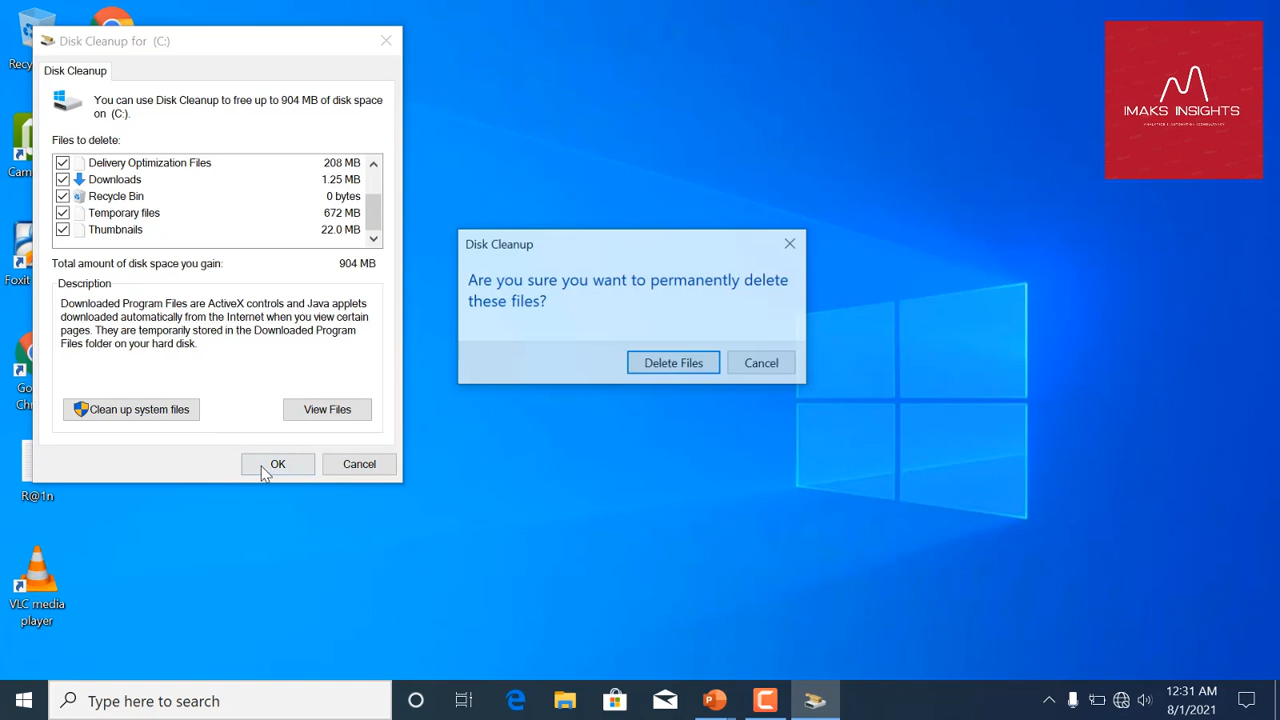 Disk Cleanup for (C:)
Disk Cleanup
You can use Disk Cleanup to free up to 904 MB of disk space
on (C:).
Files to delete:
Delivery Optimization Files 208 MB
Downloads 1.25 MB
Recycle Bin 0 bytes
Temporary files 672 MB
Thumbnails 22.0 MB
Total amount of disk space you gain: 904 MB
Description
Downloaded Program Files are ActiveX controls and Java applets
downloaded automatically from the Internet when you view certain
pages. They are temporarily stored in the Downloaded Program
Files folder on your hard disk.
Clean up system files
View Files
OK
Cancel
Disk Cleanup
Are you sure you want to permanently delete
these files?
Delete Files
Cancel
IMAKS INSIGHTS
Foxit
R@1n
VLC media
player
Type here to search
12:31 AM
8/1/2021